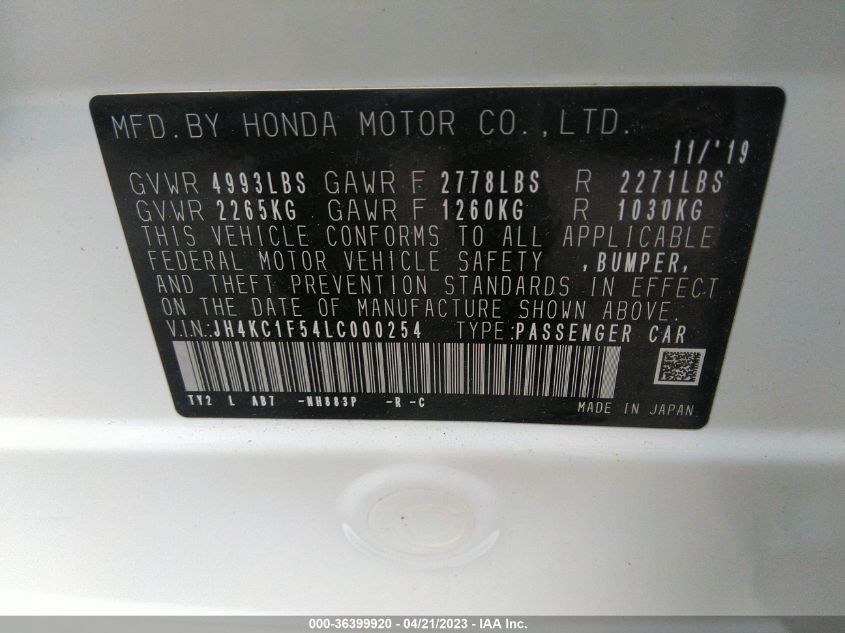 MFD.BY HONDA MOTOR CO.,LTD.
11/'19
GVWR 4993LBS GAWR F 2778LBS R 2271LBS
GVWR 2265KG GAWR F 1260KG R 1030KG
THIS VEHICLE CONFORMS TO ALL APPLICABLE
FEDERAL MOTOR VEHICLE SAFETY ,BUMPER,
AND THEFT PREVENTION STANDARDS IN EFFECT
ON THE DATE OF MANUFACTURE SHOWN ABOVE.
V.I.N:JH4KC1F54LC000254 TYPE:PASSENGER CAR
TY2 L AB7 -NH883P -R -C
MADE IN JAPAN
000-36399920 - 04/21/2023 - IAA Inc.